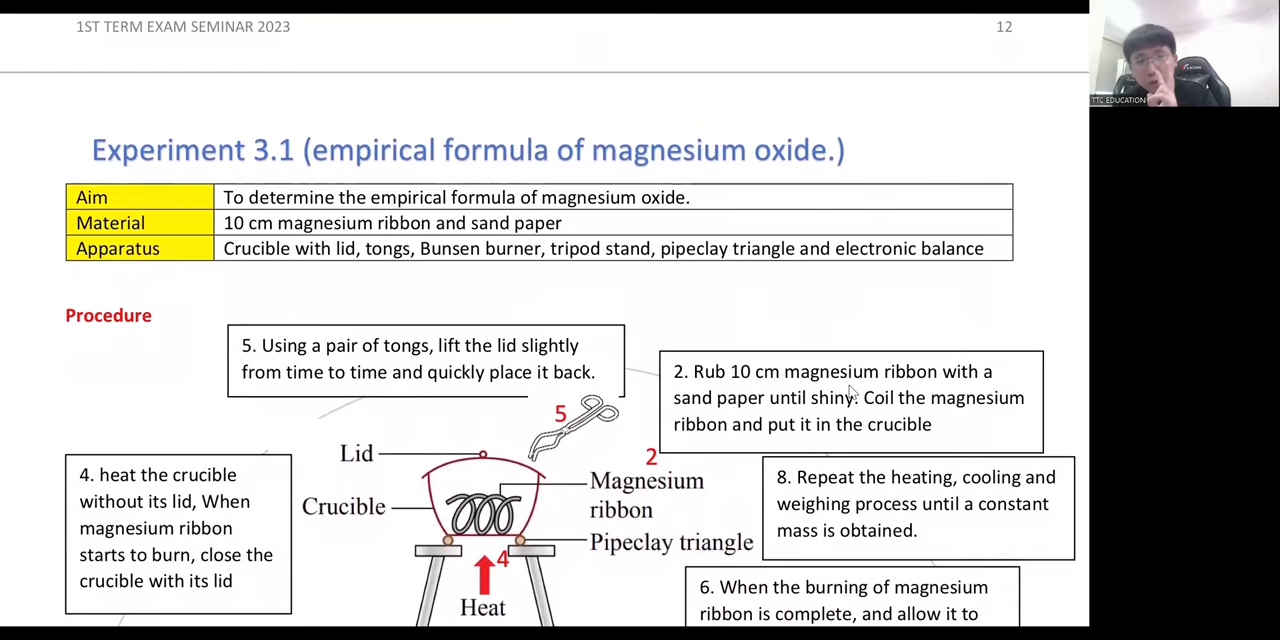 1ST TERM EXAM SEMINAR 2023
12
TTC EDUCATION
Experiment 3.1 (empirical formula of magnesium oxide.)
Aim To determine the empirical formula of magnesium oxide.
Material 10 cm magnesium ribbon and sand paper
Apparatus Crucible with lid, tongs, Bunsen burner, tripod stand, pipeclay triangle and electronic balance
Procedure
5. Using a pair of tongs, lift the lid slightly
from time to time and quickly place it back.
2. Rub 10 cm magnesium ribbon with a
sand paper until shiny. Coil the magnesium
ribbon and put it in the crucible
5
2
4. heat the crucible
without its lid, When
magnesium ribbon
starts to burn, close the
crucible with its lid
Lid
Crucible
Magnesium
ribbon
Pipeclay triangle
4
Heat
8. Repeat the heating, cooling and
weighing process until a constant
mass is obtained.
6. When the burning of magnesium
ribbon is complete, and allow it to